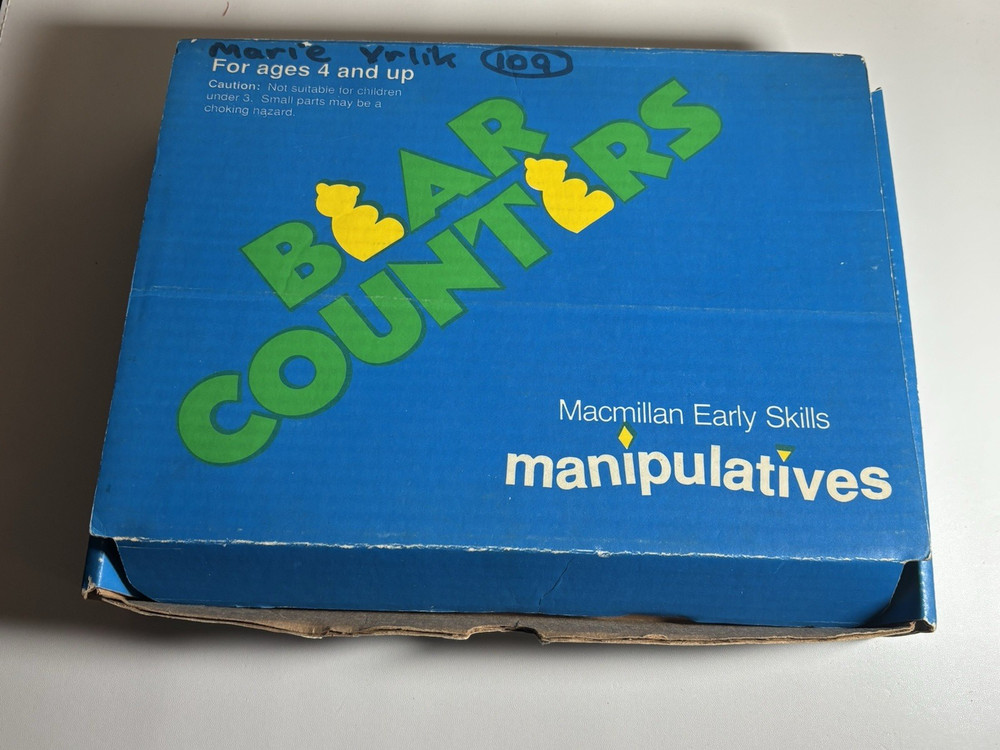 Marie Vrlik 109
For ages 4 and up
Caution: Not suitable for children
under 3. Small parts may be a
choking hazard.
BEAR
COUNTERS
Macmillan Early Skills
manipulatives